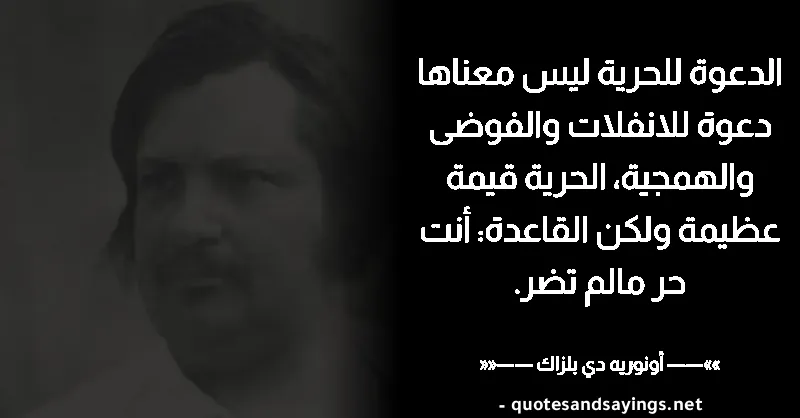 الدعوة للحرية ليس معناها
دعوة للانفلات والفوضى
والهمجية، الحرية قيمة
عظيمة ولكن القاعدة: أنت
حر مالم تضر.
»»—— أونوريه دي بلزاك ——««
- quotesandsayings.net